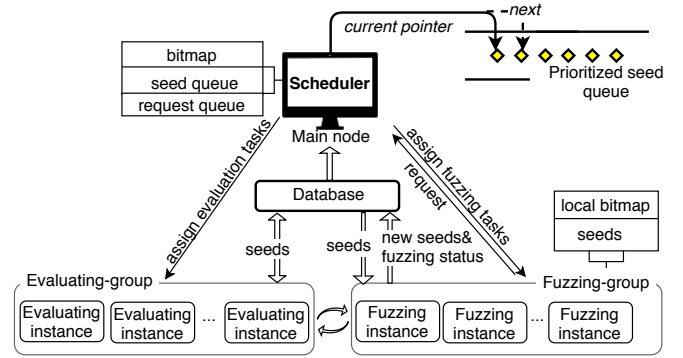 next
current pointer
bitmap
seed queue
request queue
Scheduler
Prioritized seed
queue
Main node
assign evaluation tasks
assign fuzzing tasks
request
Database
local bitmap
seeds
seeds
seeds
new seeds&
fuzzing status
Evaluating-group
Fuzzing-group
Evaluating
instance
Evaluating
instance
...
Evaluating
instance
Fuzzing
instance
Fuzzing
instance
...
Fuzzing
instance